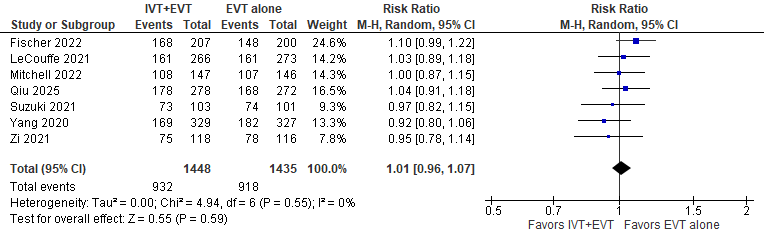 IVT+EVT EVT alone Risk Ratio Risk Ratio
Study or Subgroup Events Total Events Total Weight M-H, Random, 95% CI M-H, Random, 95% CI
Fischer 2022 168 207 148 200 24.6% 1.10 [0.99, 1.22]
LeCouffe 2021 161 266 161 273 14.2% 1.03 [0.89, 1.18]
Mitchell 2022 108 147 107 146 14.0% 1.00 [0.87, 1.15]
Qiu 2025 178 278 168 272 16.7% 1.04 [0.91, 1.18]
Suzuki 2021 73 103 74 101 9.3% 0.97 [0.82, 1.15]
Yang 2020 169 329 182 327 13.4% 0.92 [0.80, 1.06]
Zi 2021 75 118 78 116 7.8% 0.95 [0.78, 1.14]
Total (95% CI) 1448 1435 100.0% 1.01 [0.96, 1.07]
Total events 932 918
Heterogeneity: Tau² = 0.00; Chi² = 4.94, df = 6 (P = 0.55); I² = 0%
Test for overall effect: Z = 0.55 (P = 0.59)
0.5 0.7 1 1.5 2
Favors IVT+EVT Favors EVT alone